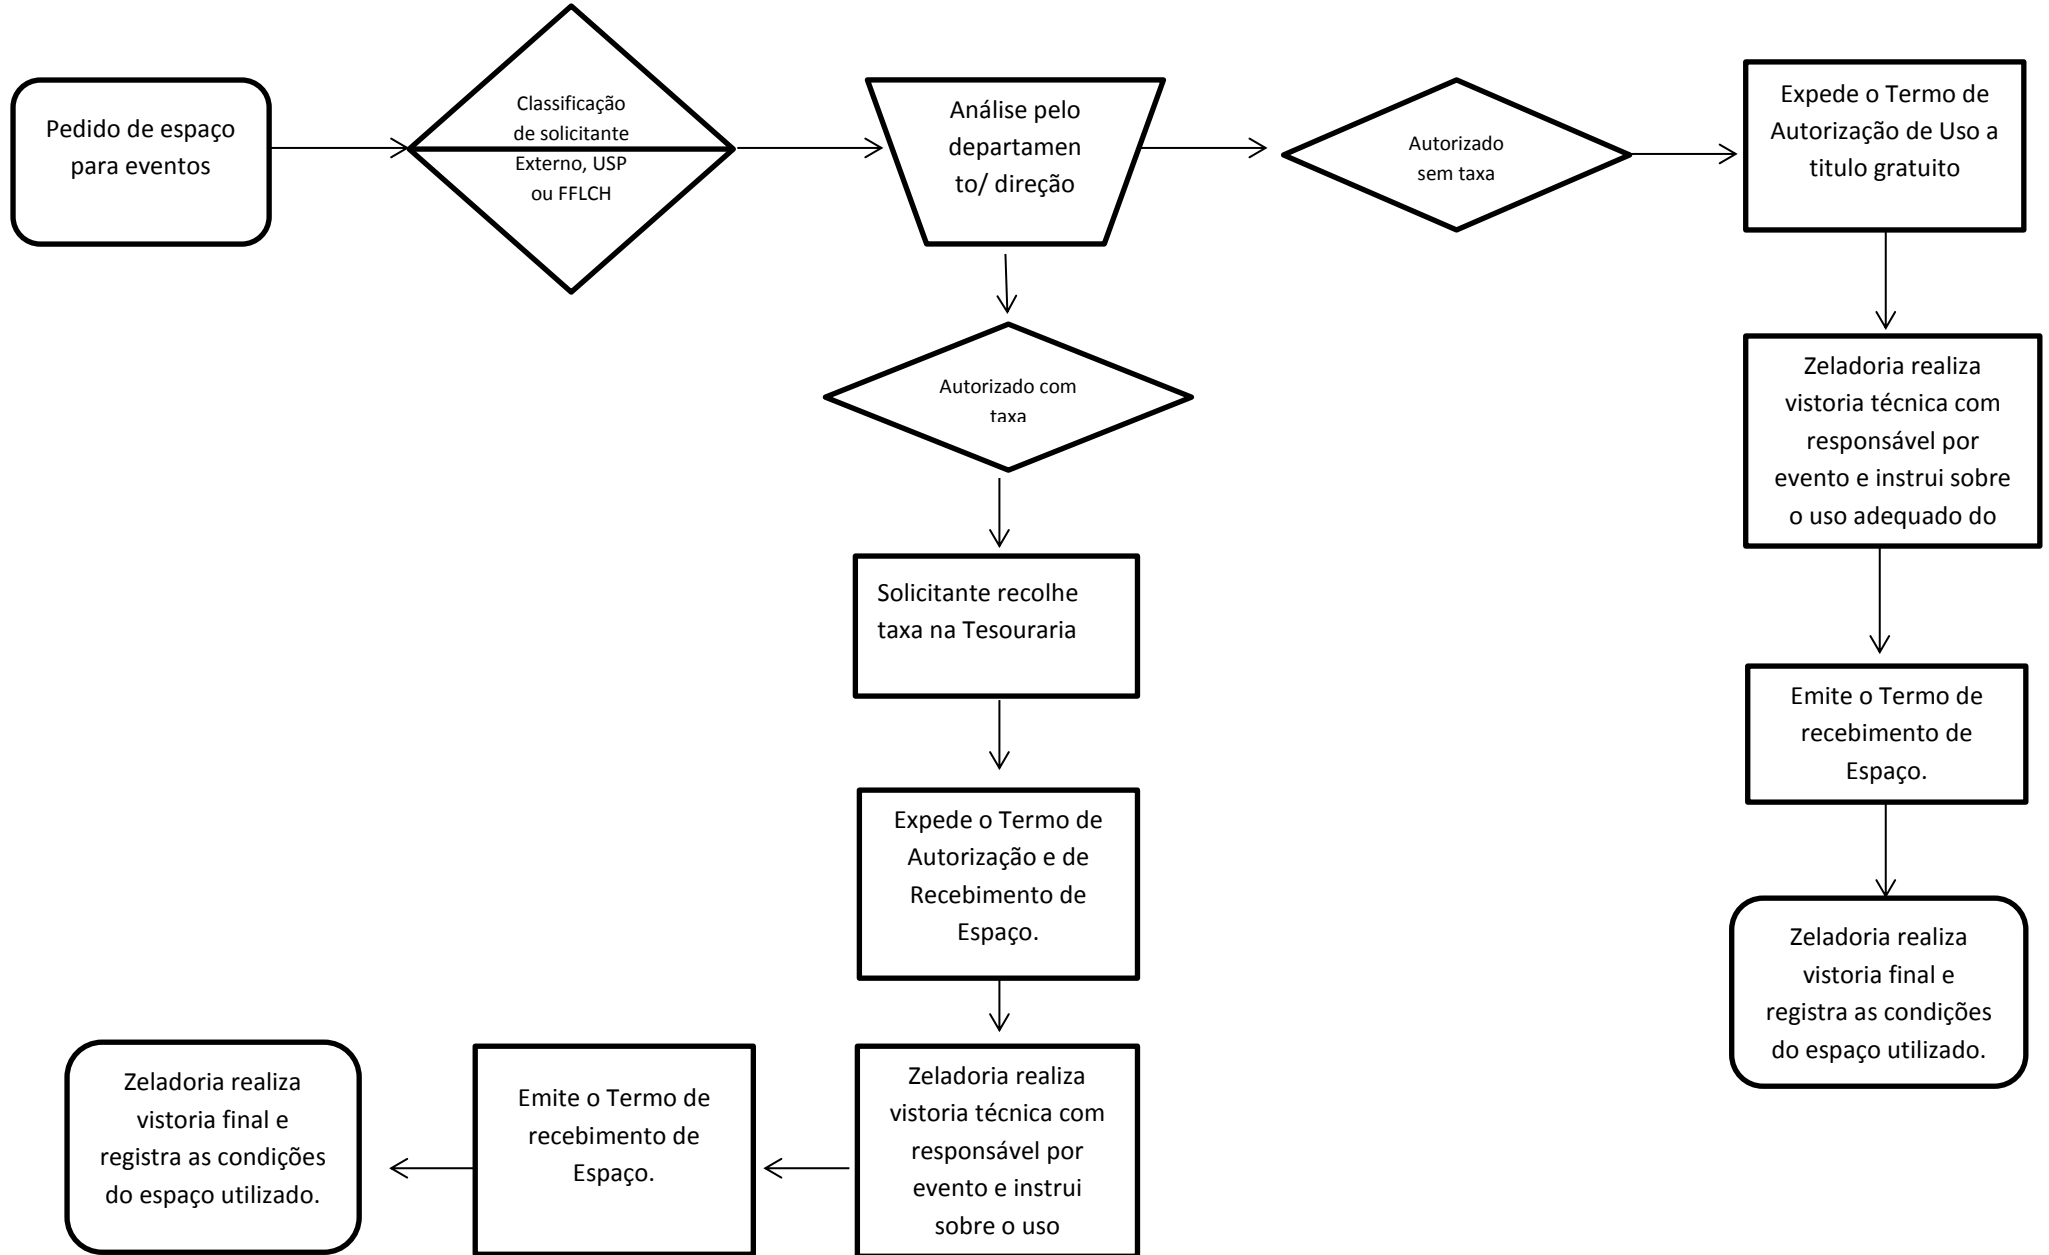 Pedido de espaço
para eventos
Classificação
de solicitante
Externo, USP
ou FFLCH
Análise pelo
departamen
to/ direção
Autorizado
sem taxa
Expede o Termo de
Autorização de Uso a
titulo gratuito
Autorizado com
taxa
Zeladoria realiza
vistoria técnica com
responsável por
evento e instrui sobre
o uso adequado do
Solicitante recolhe
taxa na Tesouraria
Emite o Termo de
recebimento de
Espaço.
Expede o Termo de
Autorização e de
Recebimento de
Espaço.
Zeladoria realiza
vistoria final e
registra as condições
do espaço utilizado.
Zeladoria realiza
vistoria técnica com
responsável por
evento e instrui
sobre o uso
Emite o Termo de
recebimento de
Espaço.
Zeladoria realiza
vistoria final e
registra as condições
do espaço utilizado.